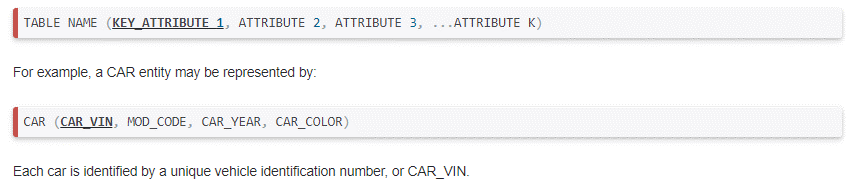 TABLE NAME (KEY_ATTRIBUTE 1, ATTRIBUTE 2, ATTRIBUTE 3, ...ATTRIBUTE K)
For example, a CAR entity may be represented by:
CAR (CAR_VIN, MOD_CODE, CAR_YEAR, CAR_COLOR)
Each car is identified by a unique vehicle identification number, or CAR_VIN.